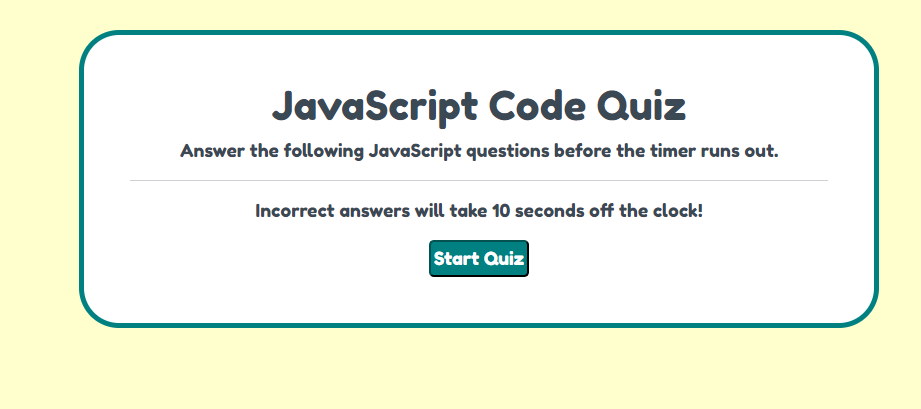 JavaScript Code Quiz
Answer the following JavaScript questions before the timer runs out.
Incorrect answers will take 10 seconds off the clock!
Start Quiz